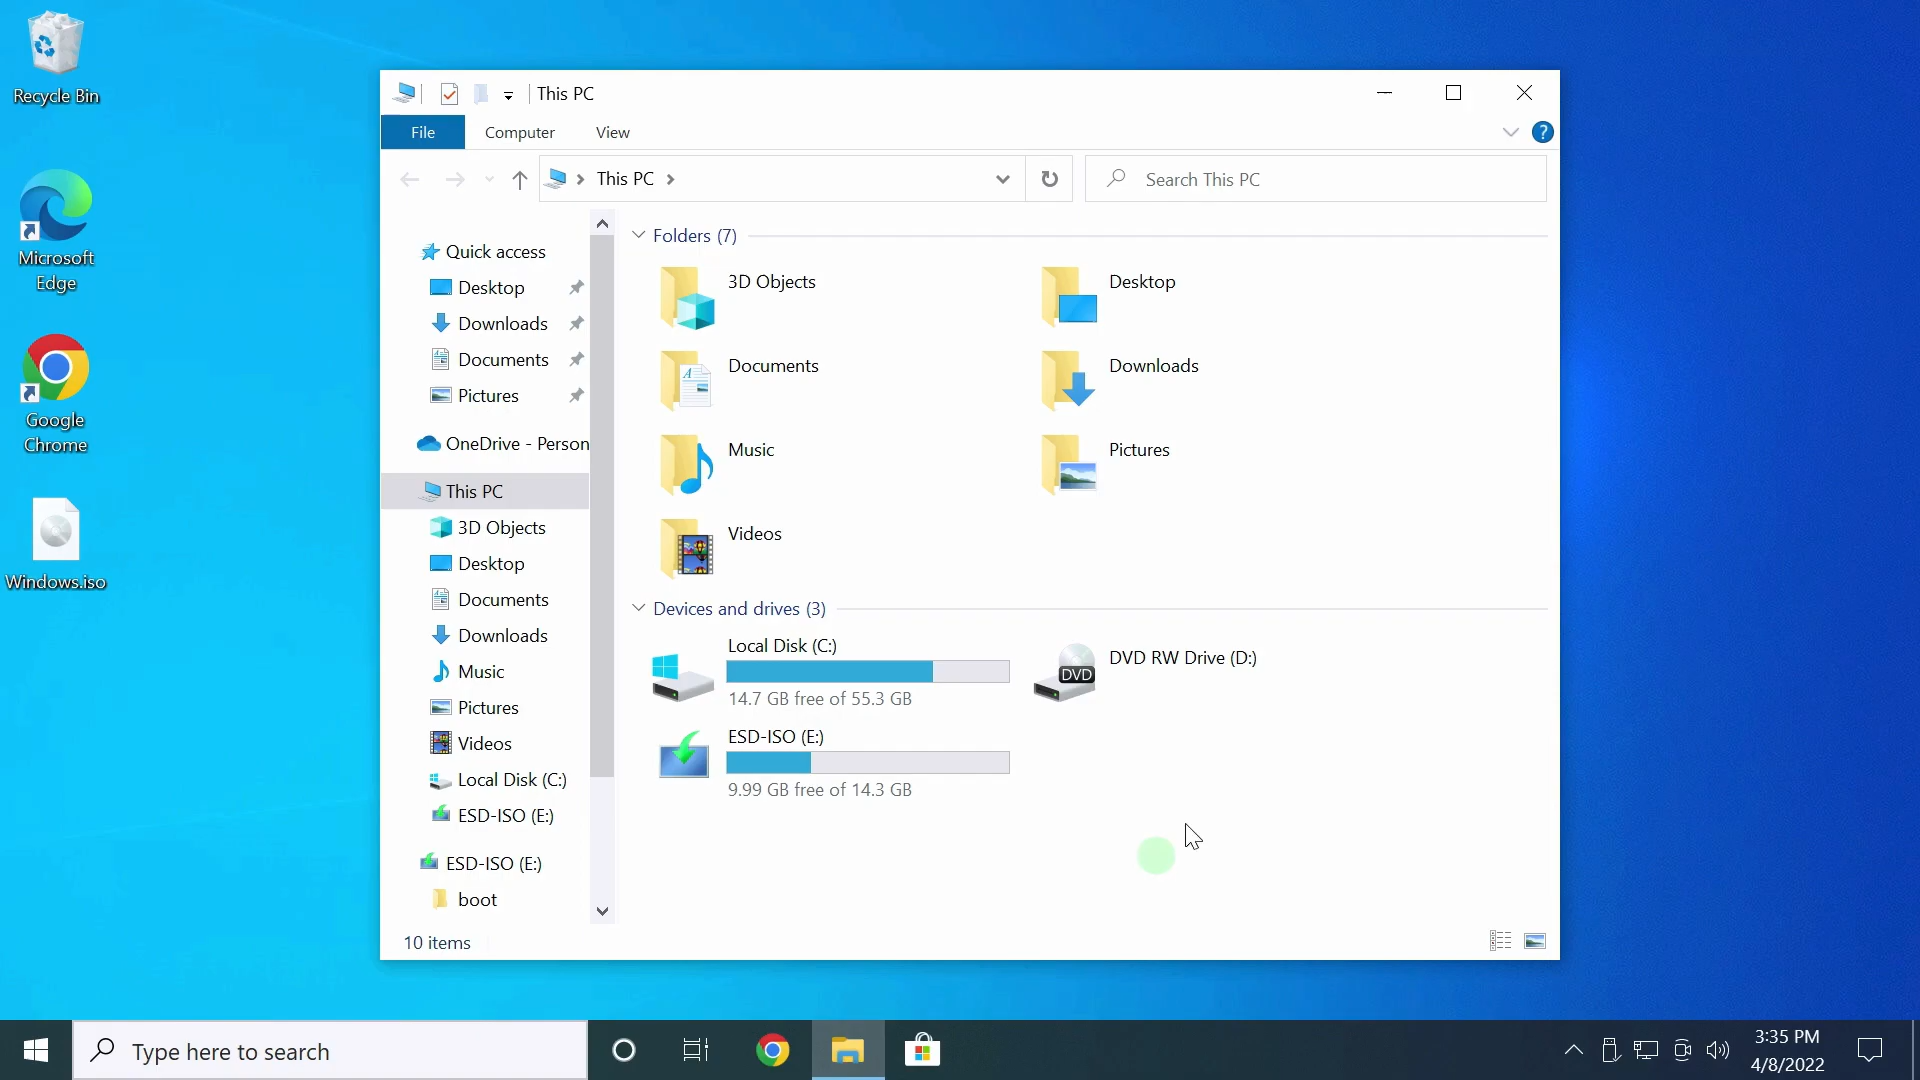 Recycle Bin
Microsoft
Edge
Google
Chrome
Windows.iso
This PC
File
Computer
View
?
This PC
Search This PC
Quick access
Desktop
Downloads
Documents
Pictures
OneDrive - Person
This PC
3D Objects
Desktop
Documents
Downloads
Music
Pictures
Videos
Local Disk (C:)
ESD-ISO (E:)
ESD-ISO (E:)
boot
Folders (7)
3D Objects
Desktop
Documents
Downloads
Music
Pictures
Videos
Devices and drives (3)
Local Disk (C:)
14.7 GB free of 55.3 GB
DVD
DVD RW Drive (D:)
ESD-ISO (E:)
9.99 GB free of 14.3 GB
10 items
Type here to search
3:35 PM
4/8/2022